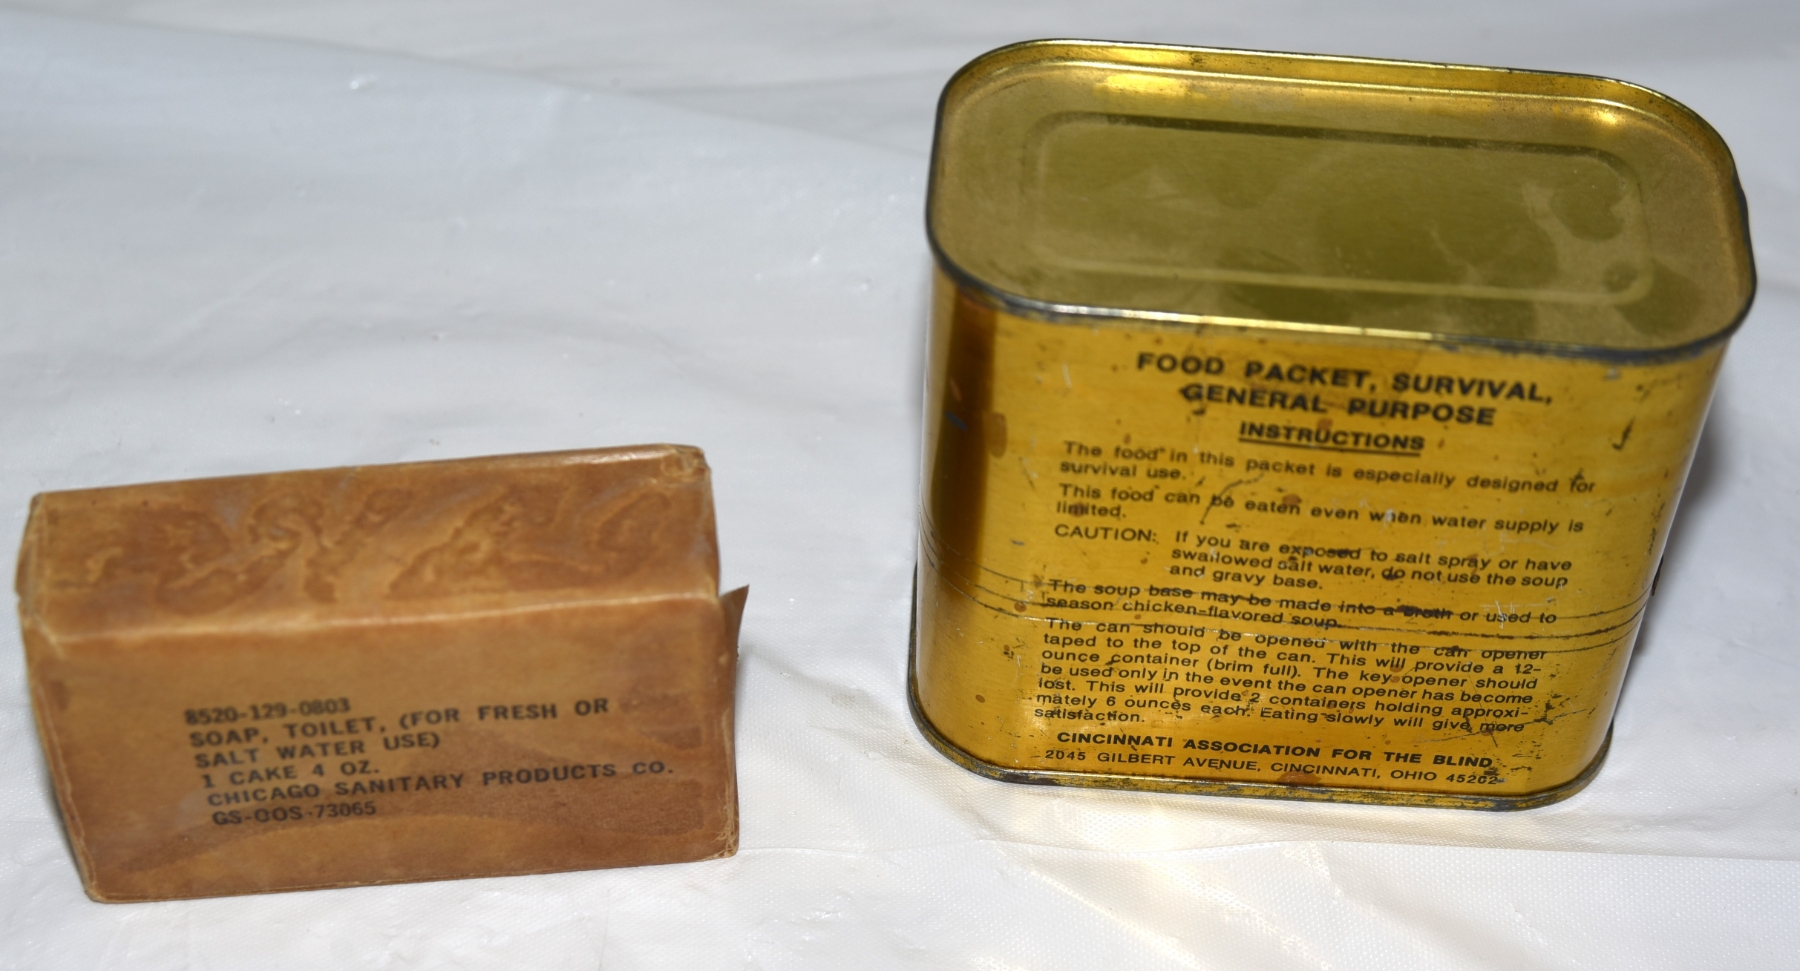 8520-129-0803
SOAP, TOILET, (FOR FRESH OR
SALT WATER USE)
1 CAKE 4 OZ.
CHICAGO SANITARY PRODUCTS CO.
GS-OOS-73065
FOOD PACKET, SURVIVAL,
GENERAL PURPOSE
INSTRUCTIONS
The food in this packet is especially designed for
survival use.
This food can be eaten even when water supply is
limited.
CAUTION: If you are exposed to salt spray or have
swallowed salt water, do not use the soup
and gravy base.
The soup base may be made into a broth or used to
season chicken-flavored soup.
The can should be opened with the can opener
taped to the top of the can. This will provide a 12-
ounce container (brim full). The key opener should
be used only in the event the can opener has become
lost. This will provide 2 containers holding approxi-
mately 6 ounces each. Eating slowly will give more
satisfaction.
CINCINNATI ASSOCIATION FOR THE BLIND
2045 GILBERT AVENUE, CINCINNATI, OHIO 45202